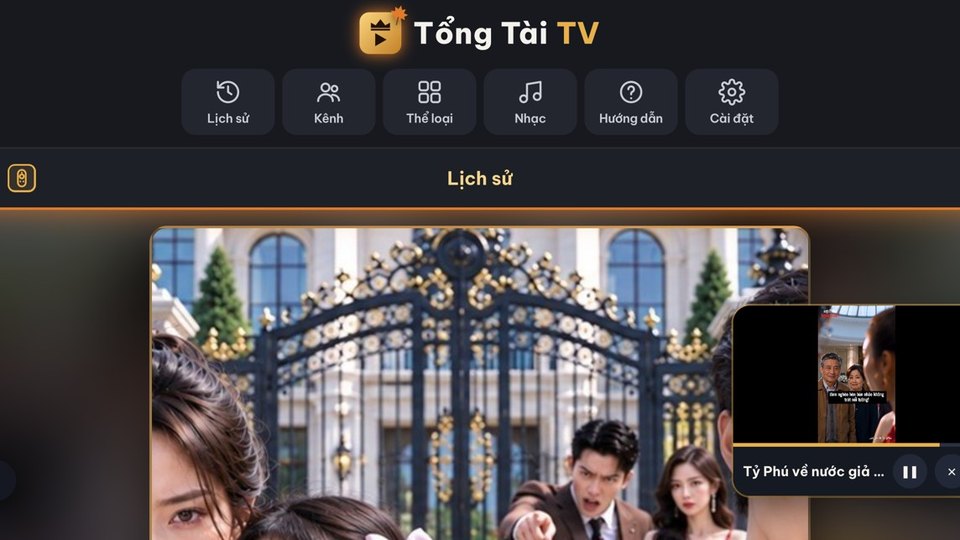 Tổng Tài TV
Lịch sử
Kênh
Thể loại
Nhạc
Hướng dẫn
Cài đặt
Lịch sử
Tỷ Phú về nước giả ...